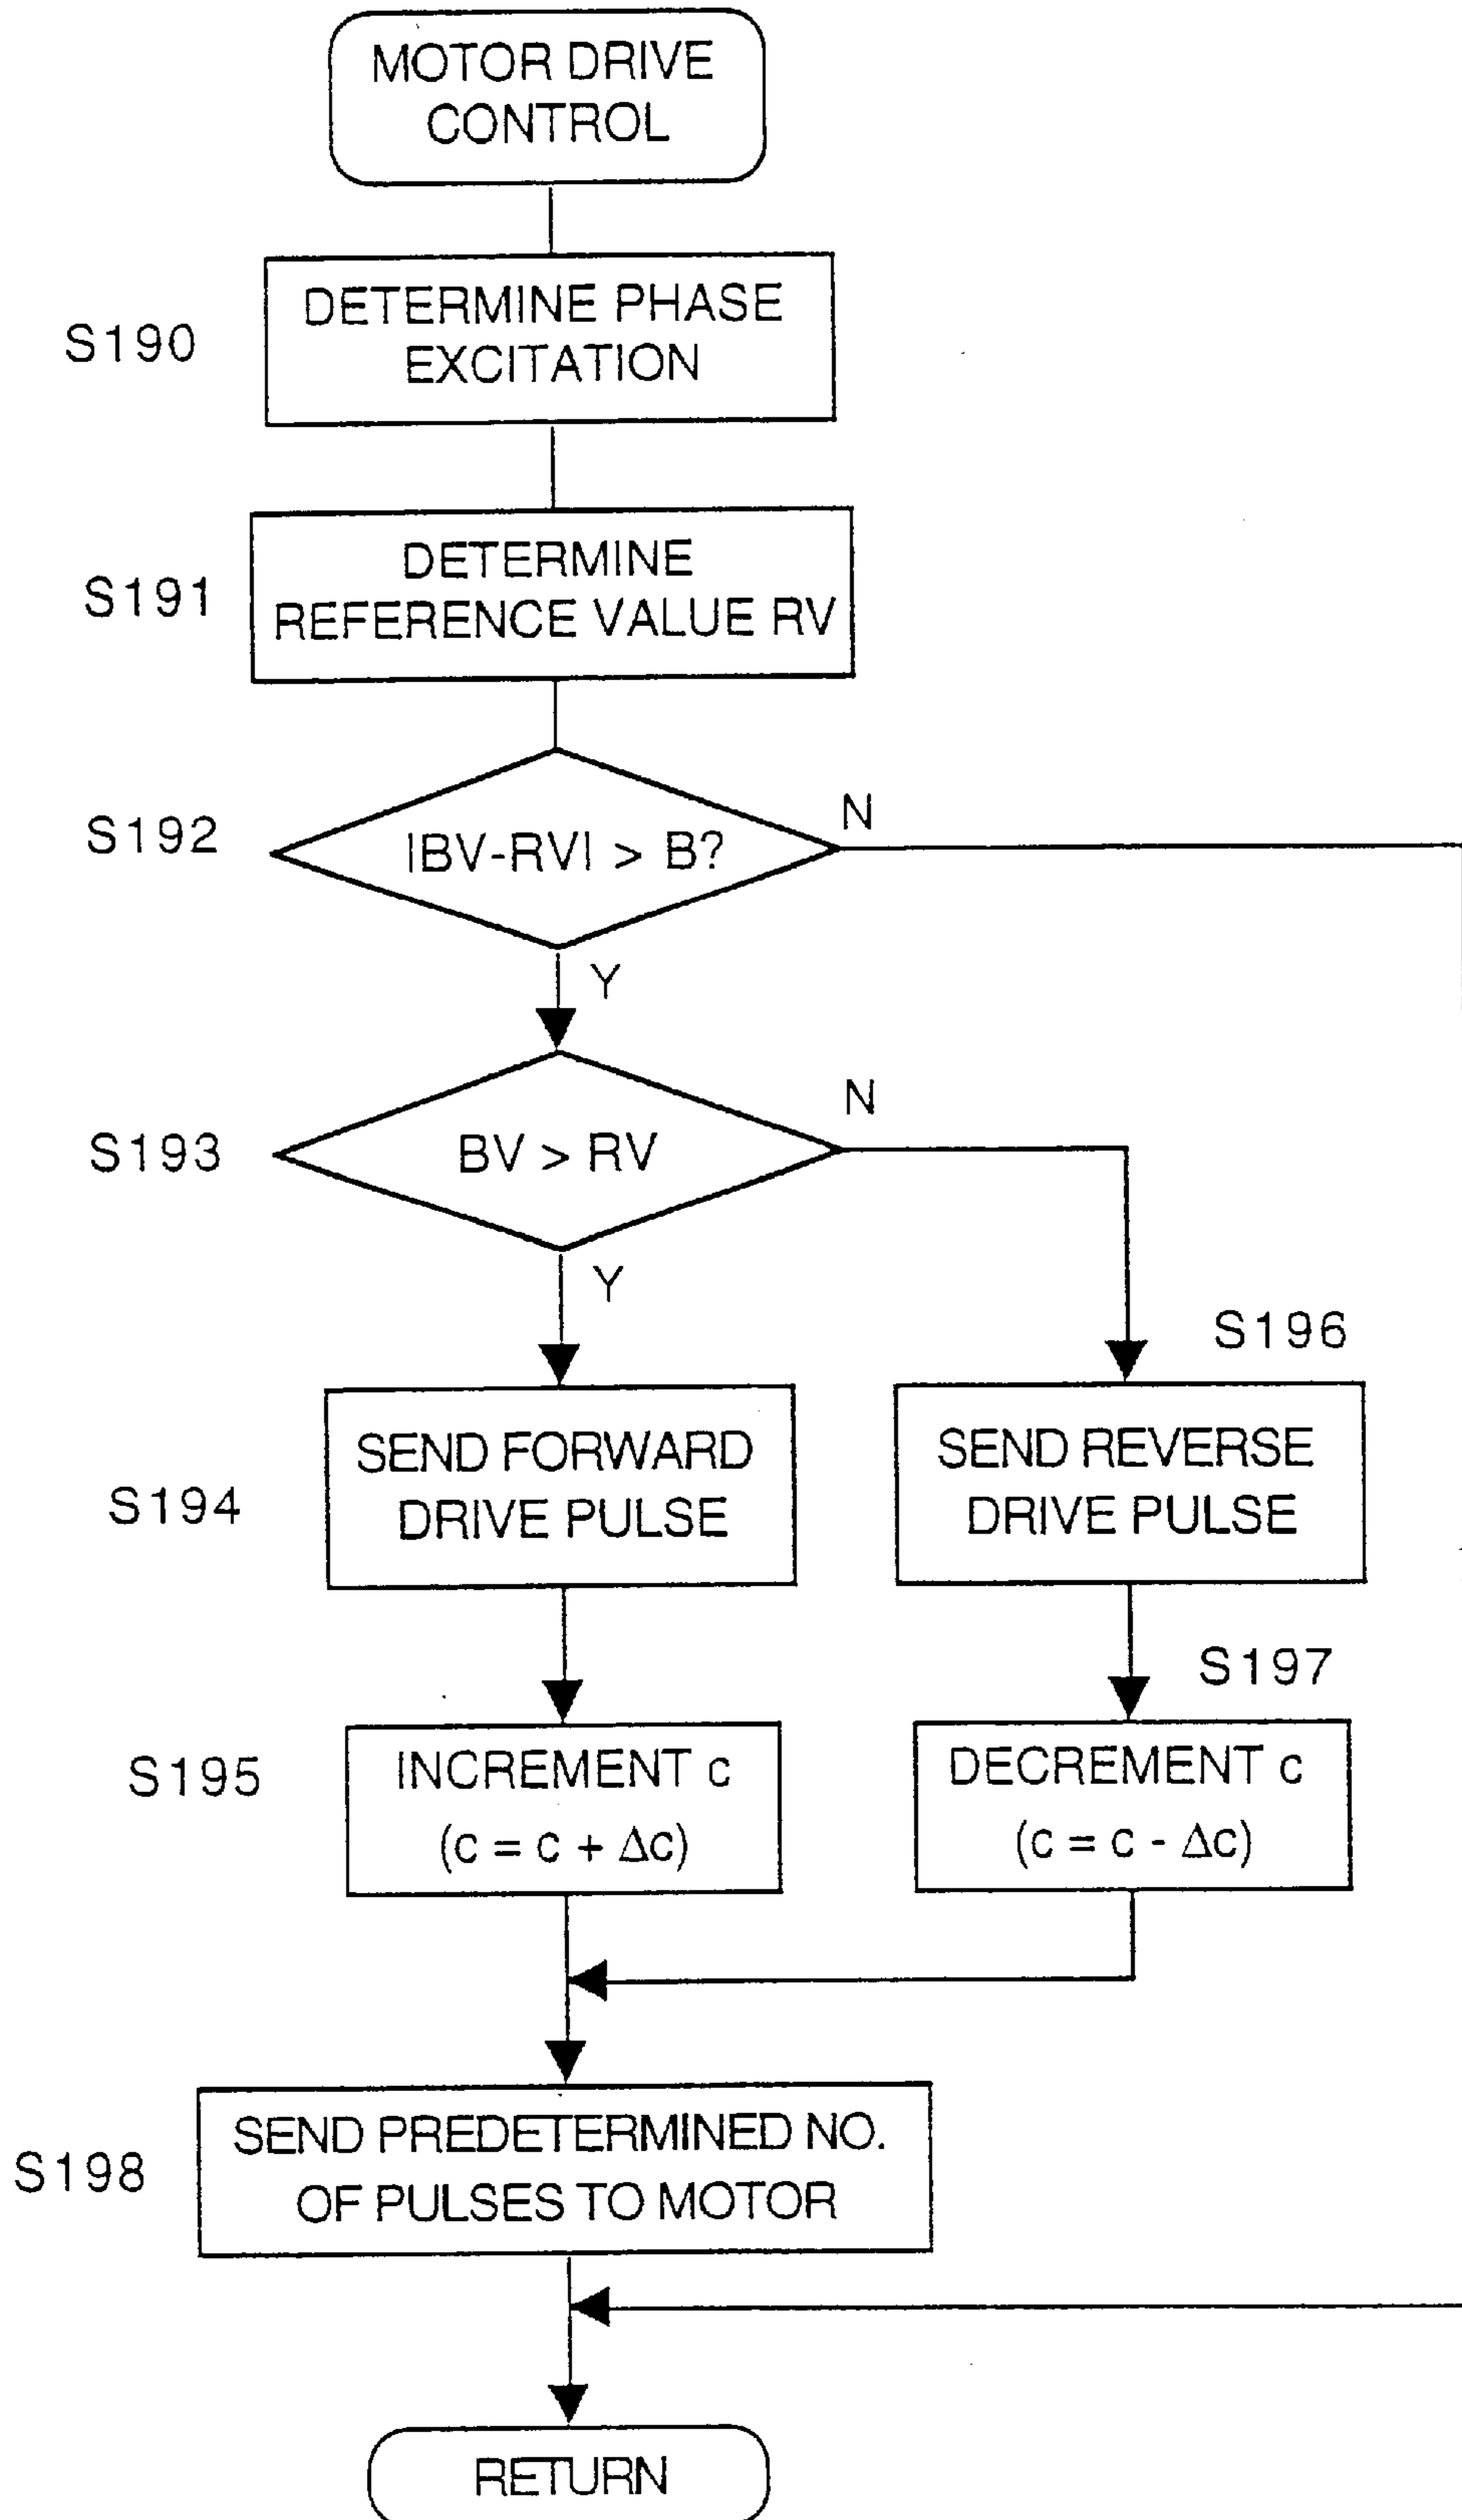 MOTOR DRIVE
CONTROL
S190
DETERMINE PHASE
EXCITATION
S191
DETERMINE
REFERENCE VALUE RV
S192
|BV-RV| > B?
N
Y
S193
BV > RV
N
Y
S194
SEND FORWARD
DRIVE PULSE
S196
SEND REVERSE
DRIVE PULSE
S195
INCREMENT c
(c = c + Δc)
S197
DECREMENT c
(c = c - Δc)
S198
SEND PREDETERMINED NO.
OF PULSES TO MOTOR
RETURN